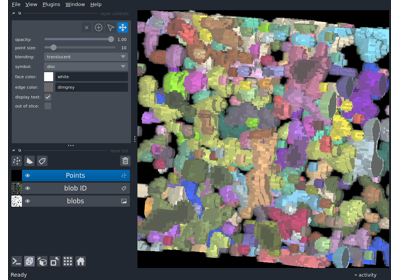 File View Plugins Window Help
opacity: 1.00
point size: 10
blending: translucent
symbol: disc
face color: white
edge color: dimgrey
display text:
out of slice:
Points
blob ID
blobs
Ready
activity